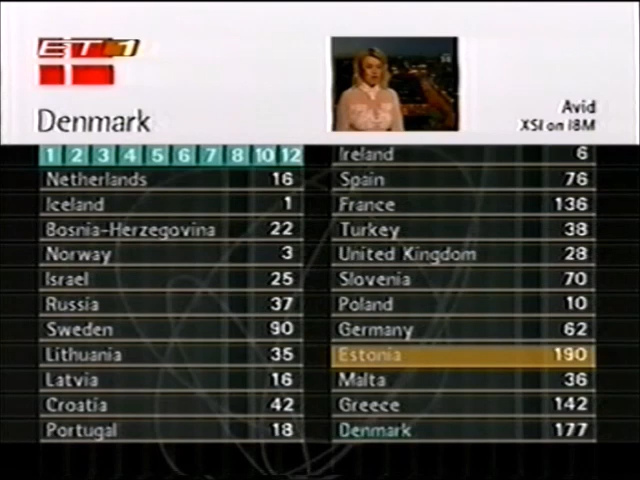 ET1
Denmark
Avid
XSI on IBM
1 2 3 4 5 6 7 8 10 12
Netherlands 16
Iceland 1
Bosnia-Herzegovina 22
Norway 3
Israel 25
Russia 37
Sweden 90
Lithuania 35
Latvia 16
Croatia 42
Portugal 18
Ireland 6
Spain 76
France 136
Turkey 38
United Kingdom 28
Slovenia 70
Poland 10
Germany 62
Estonia 190
Malta 36
Greece 142
Denmark 177